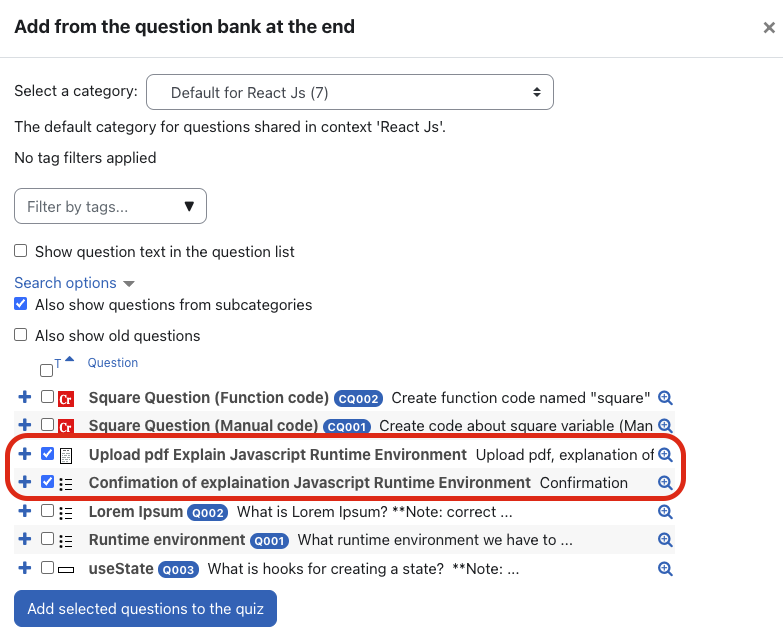 Add from the question bank at the end
Select a category: Default for React Js (7)
The default category for questions shared in context 'React Js'.
No tag filters applied
Filter by tags...
Show question text in the question list
Search options
Also show questions from subcategories
Also show old questions
T Question
Cr Square Question (Function code) CQ002 Create function code named "square"
Cr Square Question (Manual code) CQ001 Create code about square variable (Man
Upload pdf Explain Javascript Runtime Environment Upload pdf, explanation of
Confimation of explaination Javascript Runtime Environment Confirmation
Lorem Ipsum Q002 What is Lorem Ipsum? **Note: correct ...
Runtime environment Q001 What runtime environment we have to ...
useState Q003 What is hooks for creating a state? **Note: ...
Add selected questions to the quiz